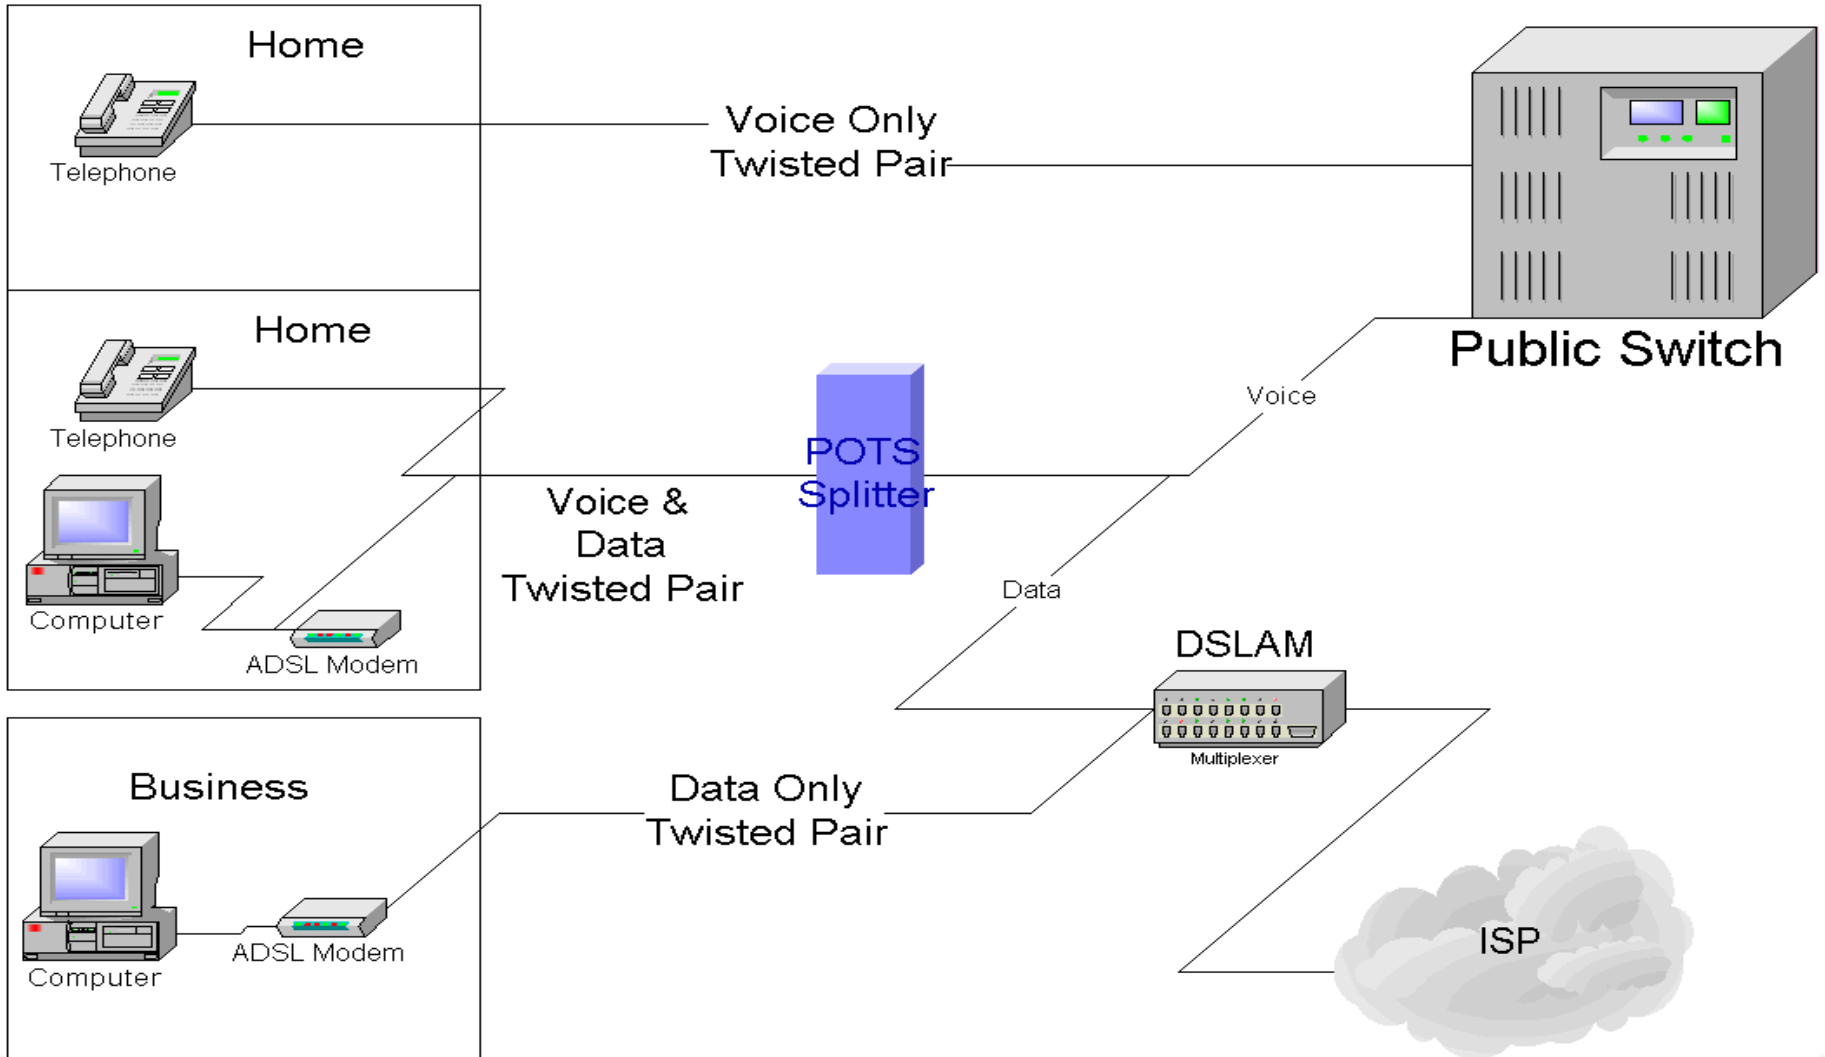 Home
Telephone
Voice Only
Twisted Pair
Public Switch
Home
Telephone
Computer
ADSL Modem
Voice &
Data
Twisted Pair
POTS
Splitter
Voice
Data
DSLAM
Multiplexer
Business
Computer
ADSL Modem
Data Only
Twisted Pair
ISP